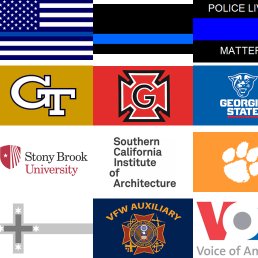 POLICE LIV
MATTER
GT
G
GEORGIA
STATE
Stony Brook
University
Southern
California
Institute
of Architecture
VFW AUXILIARY
VO
Voice of Am